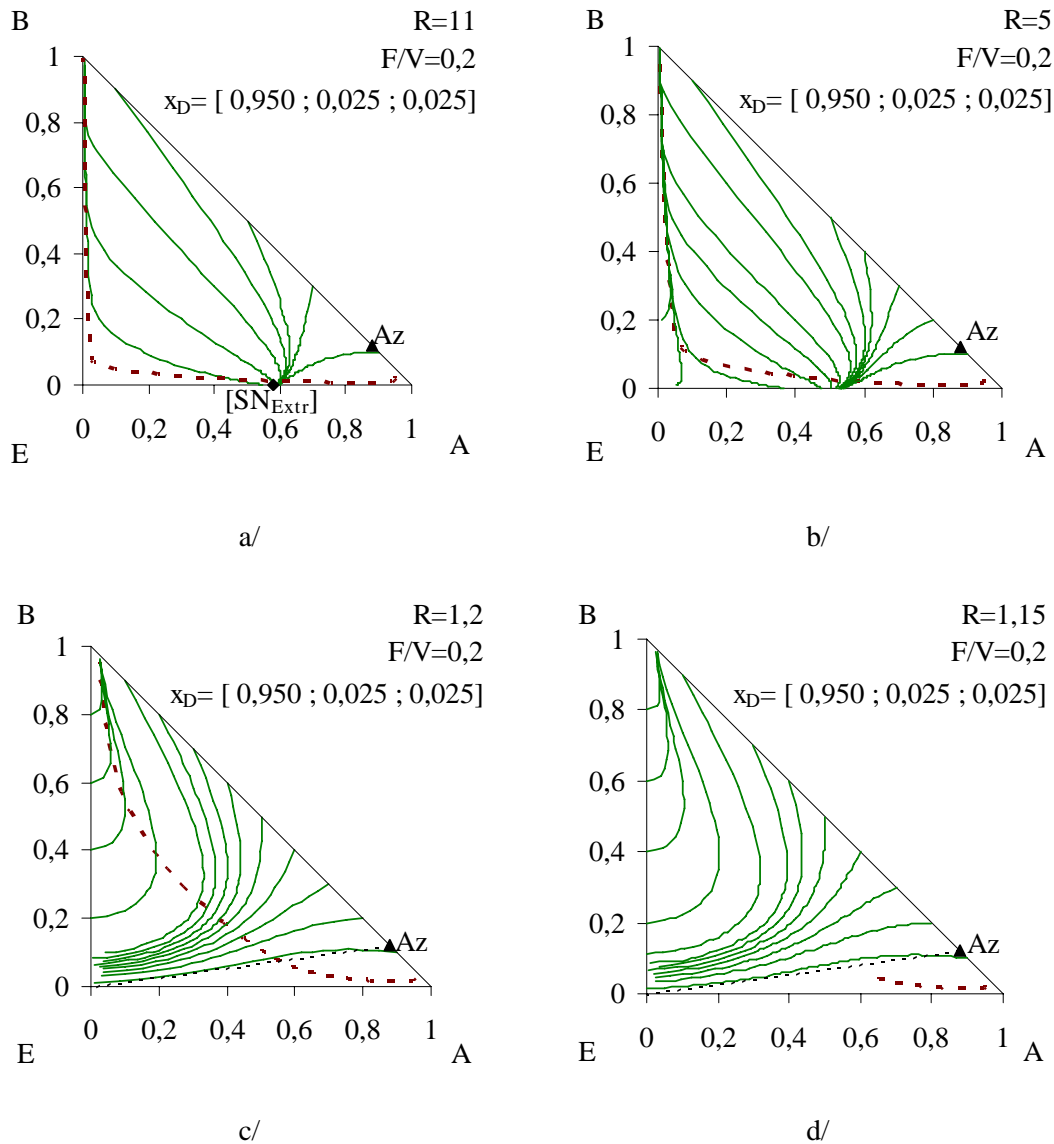 B
R=11
F/V=0,2
x_D= [ 0,950 ; 0,025 ; 0,025]
1
0,8
0,6
0,4
0,2
0
Az
[SN_Extr]
0 0,2 0,4 0,6 0,8 1
E
A
a/
B
R=5
F/V=0,2
x_D= [ 0,950 ; 0,025 ; 0,025]
1
0,8
0,6
0,4
0,2
0
Az
0 0,2 0,4 0,6 0,8 1
E
A
b/
B
R=1,2
F/V=0,2
x_D= [ 0,950 ; 0,025 ; 0,025]
1
0,8
0,6
0,4
0,2
0
Az
0 0,2 0,4 0,6 0,8 1
E
A
c/
B
R=1,15
F/V=0,2
x_D= [ 0,950 ; 0,025 ; 0,025]
1
0,8
0,6
0,4
0,2
0
Az
0 0,2 0,4 0,6 0,8 1
E
A
d/